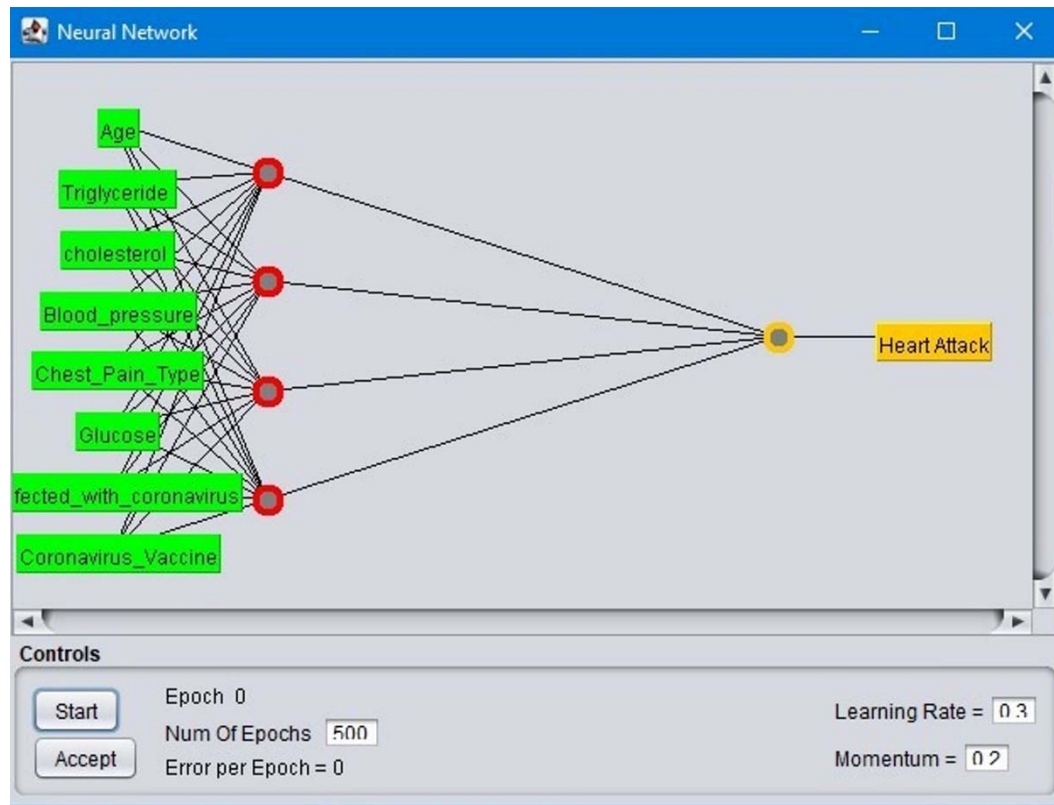 Neural Network
Age
Triglyceride
cholesterol
Blood_pressure
Chest_Pain_Type
Glucose
fected_with_coronavirus
Coronavirus_Vaccine
Heart Attack
Controls
Start
Accept
Epoch 0
Num Of Epochs 500
Error per Epoch = 0
Learning Rate = 0.3
Momentum = 0.2